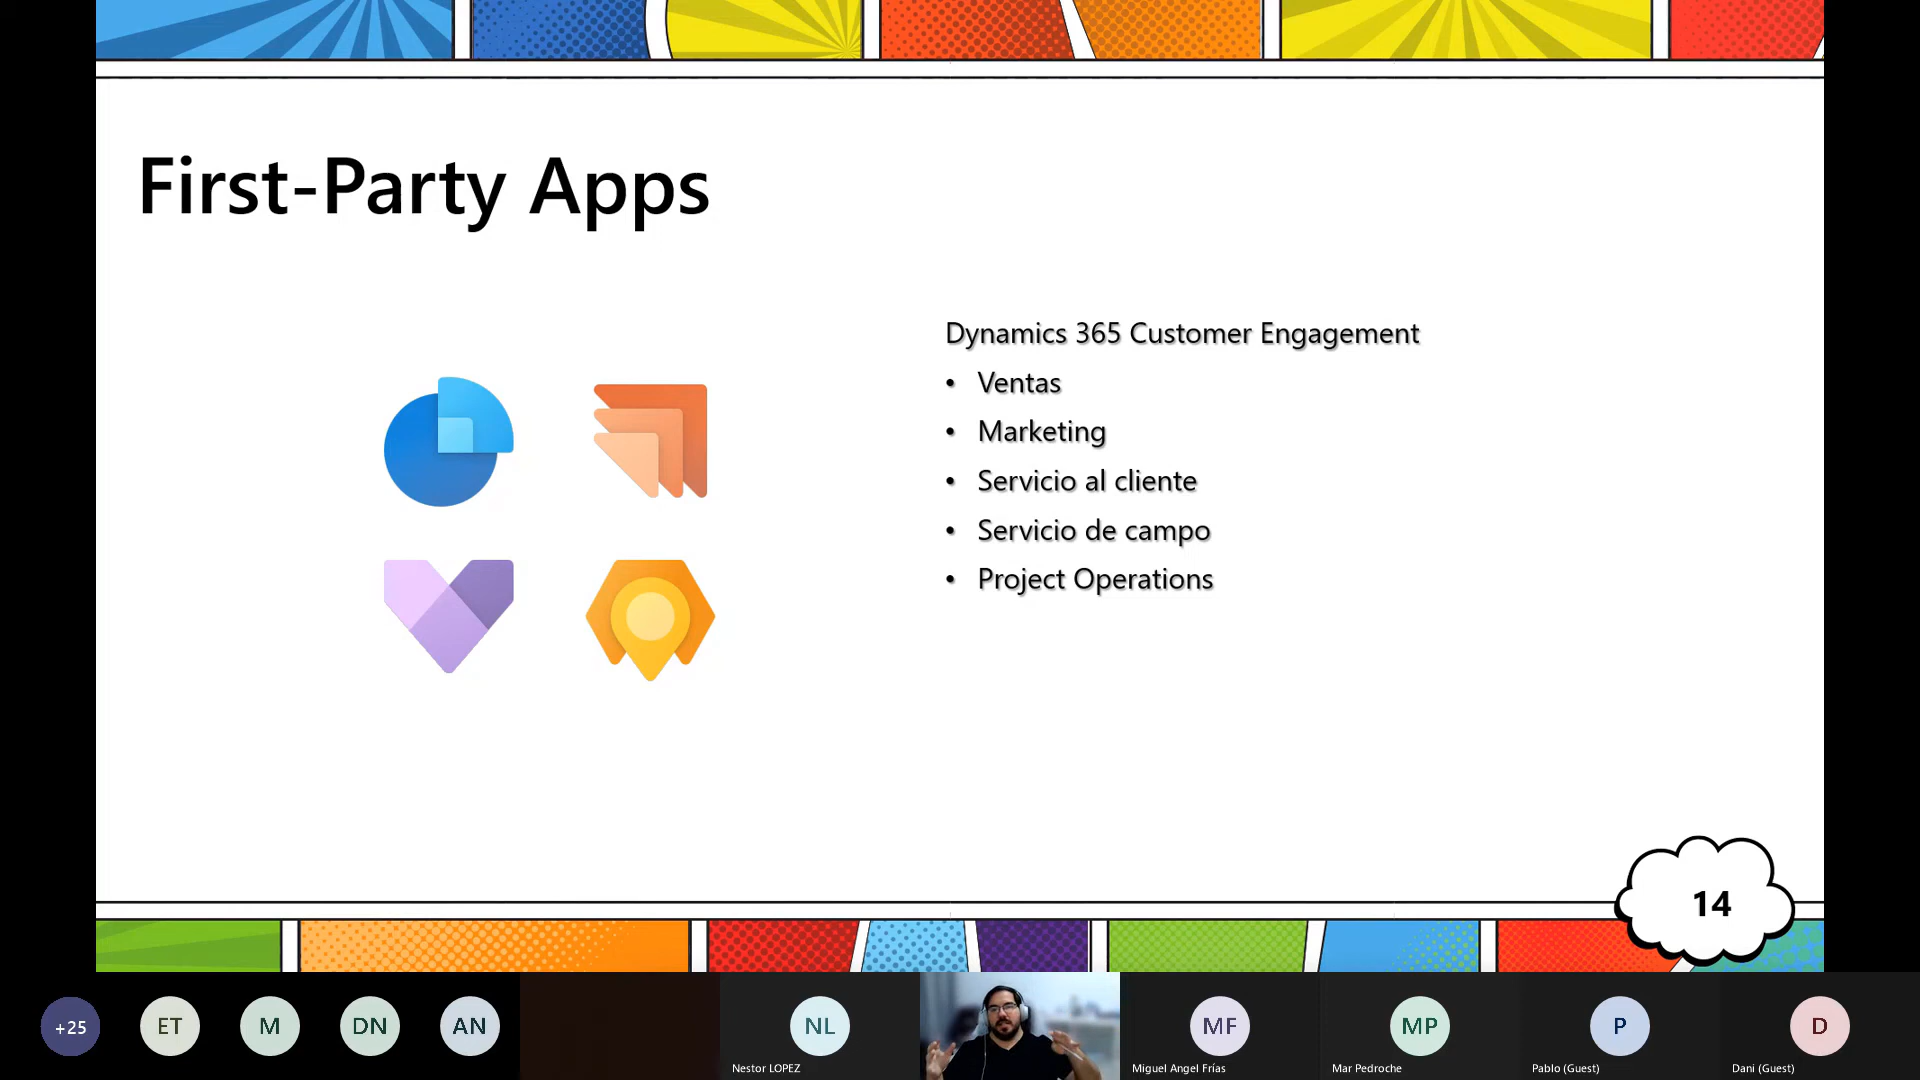 First-Party Apps
Dynamics 365 Customer Engagement
• Ventas
• Marketing
• Servicio al cliente
• Servicio de campo
• Project Operations
14
+25
ET
M
DN
AN
NL
Nestor LOPEZ
MF
Miguel Angel Frías
MP
Mar Pedroche
P
Pablo (Guest)
D
Dani (Guest)